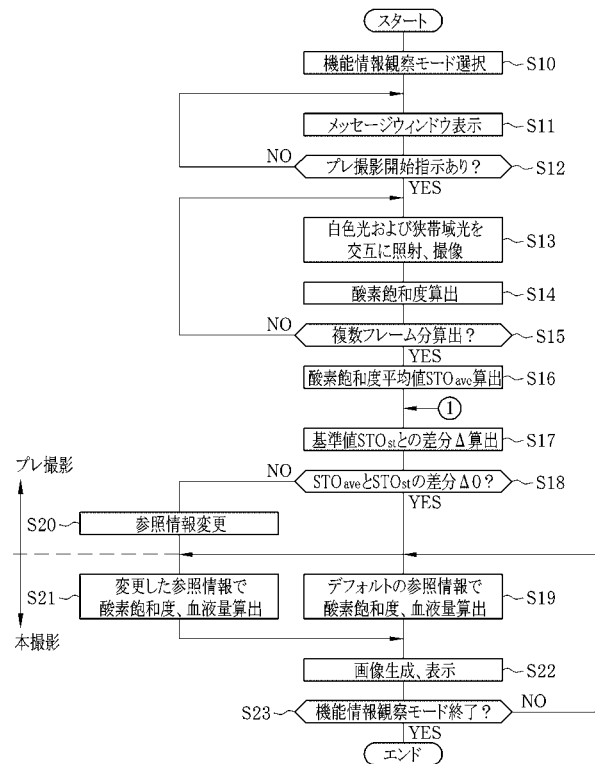 スタート
機能情報観察モード選択
S10
メッセージウィンドウ表示
S11
NO
プレ撮影開始指示あり?
S12
YES
白色光および狭帯域光を
交互に照射、撮像
S13
酸素飽和度算出
S14
NO
複数フレーム分算出?
S15
YES
酸素飽和度平均値STOave算出
S16
1
基準値STOstとの差分Δ算出
S17
プレ撮影
NO
STOaveとSTOstの差分Δ0?
S18
YES
S20
参照情報変更
S21
変更した参照情報で
酸素飽和度、血液量算出
デフォルトの参照情報で
酸素飽和度、血液量算出
S19
本撮影
画像生成、表示
S22
S23
機能情報観察モード終了?
NO
YES
エンド